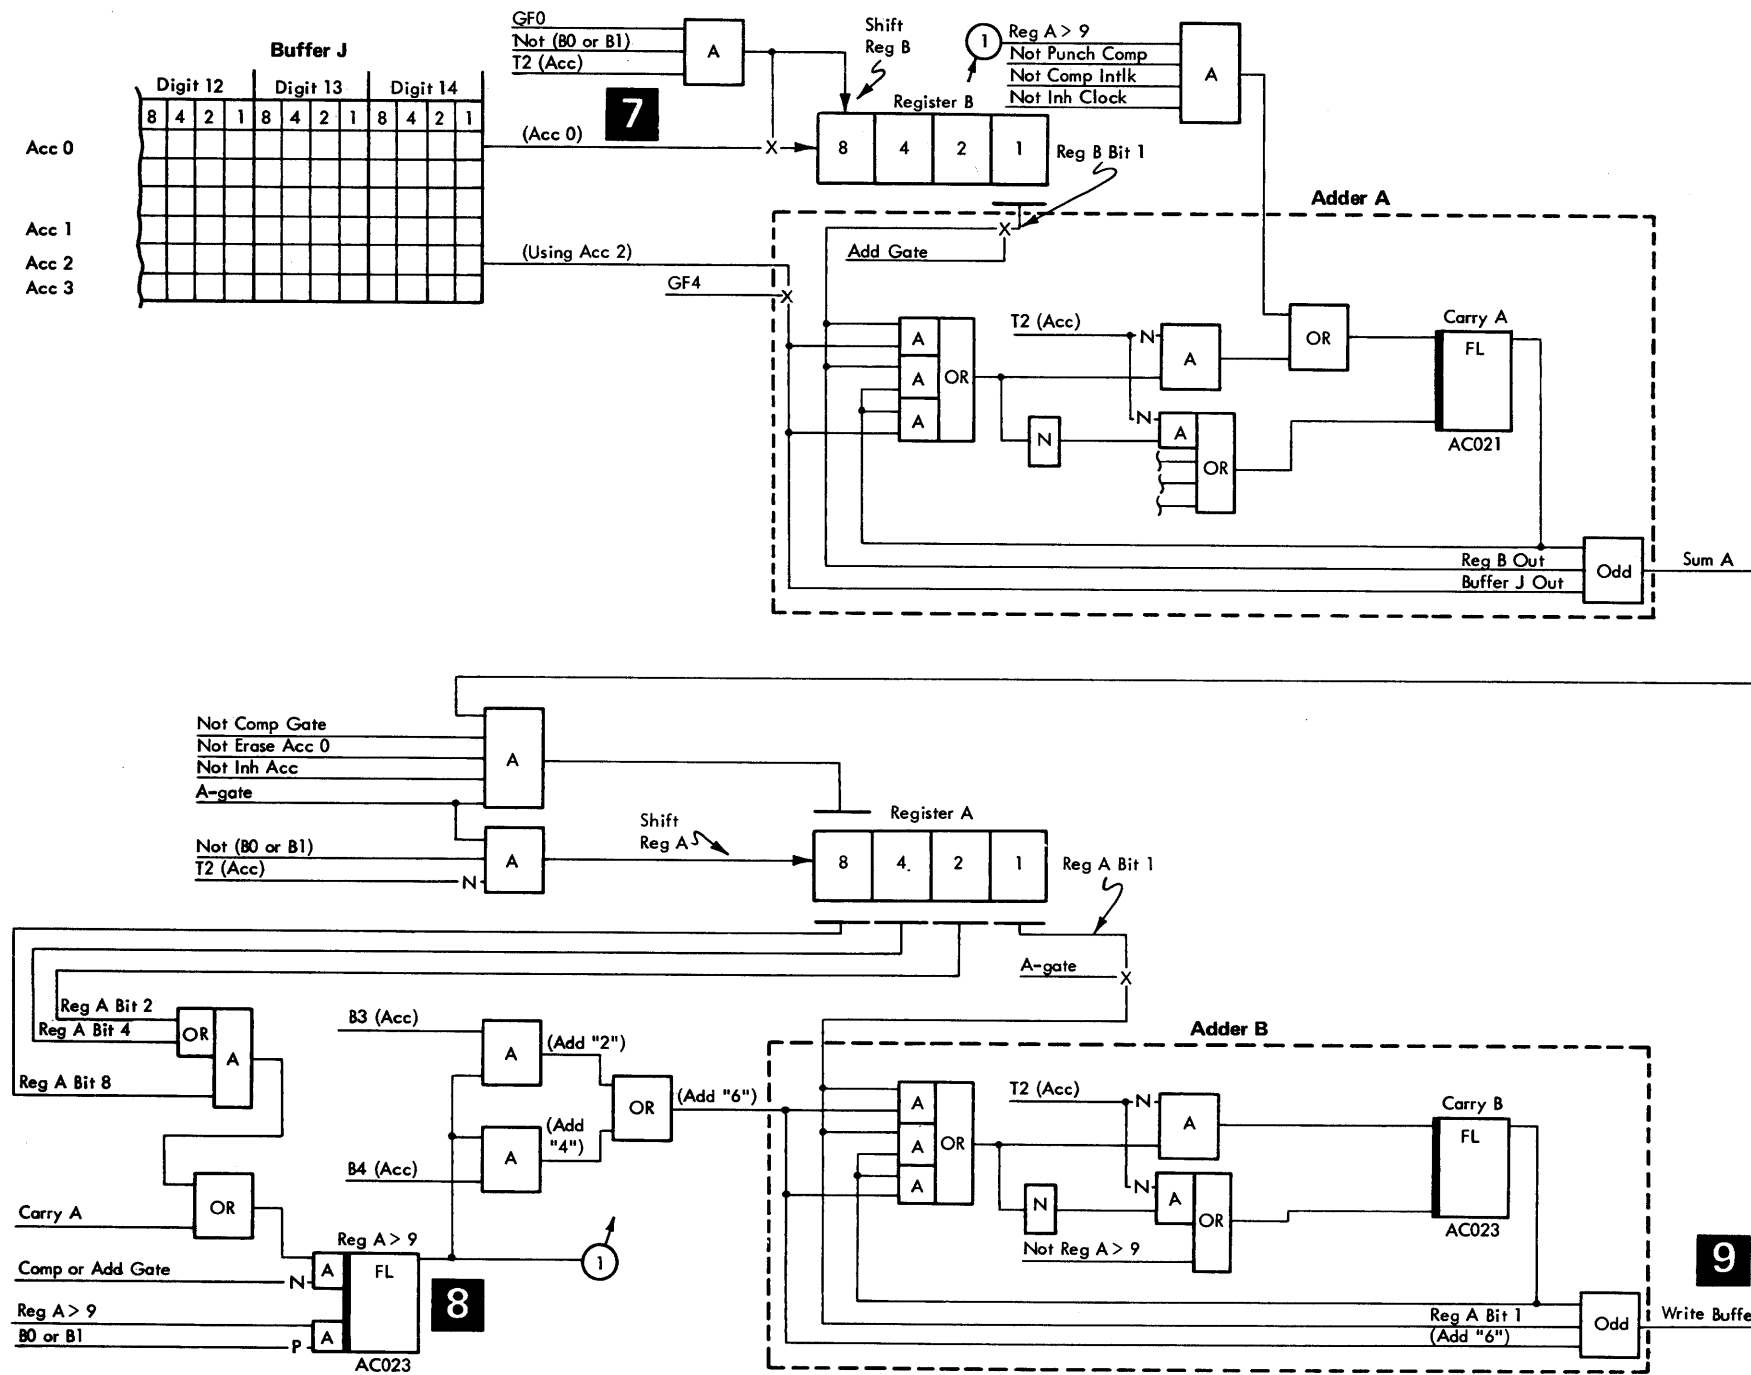 GF0
Not (B0 or B1)
T2 (Acc)
A
Shift
Reg B
1
Reg A > 9
Not Punch Comp
Not Comp Intlk
Not Inh Clock
A
Buffer J
Digit 12
Digit 13
Digit 14
8 4 2 1 8 4 2 1 8 4 2 1
7
Acc 0
(Acc 0)
X
Register B
8 4 2 1
Reg B Bit 1
Acc 1
Acc 2
Acc 3
(Using Acc 2)
GF4
X
Adder A
X
Add Gate
T2 (Acc)
N
A
A
A
OR
A
OR
Carry A
FL
AC021
N
N
A
OR
Reg B Out
Buffer J Out
Odd
Sum A
Not Comp Gate
Not Erase Acc 0
Not Inh Acc
A-gate
A
Not (B0 or B1)
T2 (Acc)
N
A
Shift
Reg A
Register A
8 4 2 1
Reg A Bit 1
A-gate
X
Reg A Bit 2
Reg A Bit 4
Reg A Bit 8
OR
A
B3 (Acc)
A
(Add "2")
B4 (Acc)
A
(Add
"4")
OR
(Add "6")
Carry A
OR
Comp or Add Gate
N
A
Reg A > 9
B0 or B1
P
A
Reg A > 9
FL
AC023
8
1
Adder B
T2 (Acc)
N
A
A
A
OR
A
Carry B
FL
AC023
N
N
A
OR
Not Reg A > 9
Reg A Bit 1
(Add "6")
Odd
9
Write Buffe